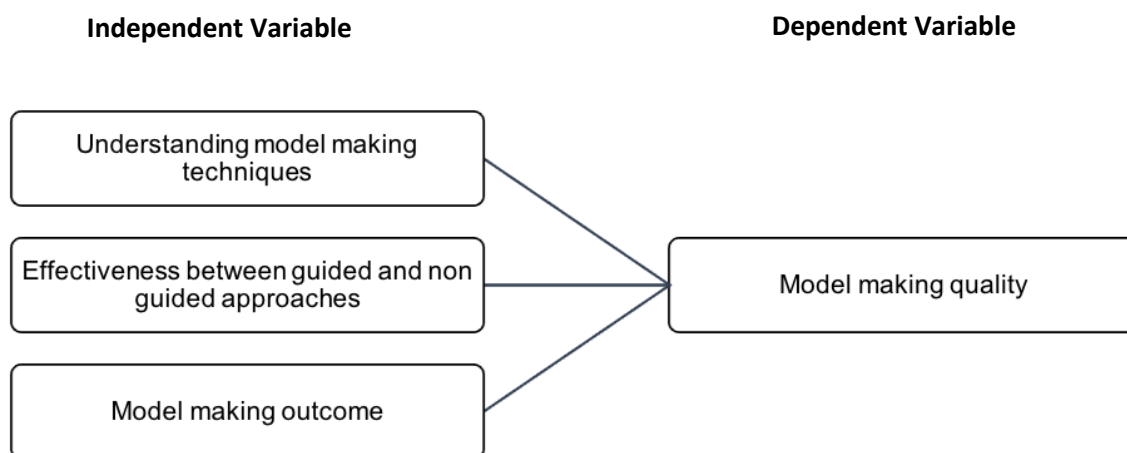 Independent Variable
Dependent Variable
Understanding model making
techniques
Effectiveness between guided and non
guided approaches
Model making quality
Model making outcome